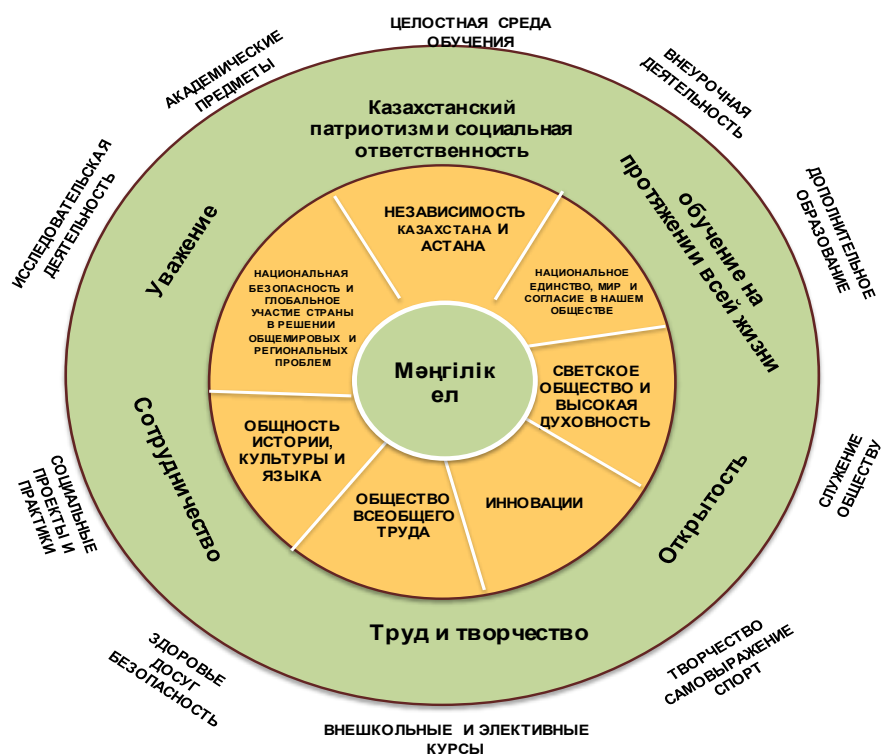 ЦЕЛОСТНАЯ СРЕДА
ОБУЧЕНИЯ
АКАДЕМИЧЕСКИЕ
ПРЕДМЕТЫ
ВНЕУРОЧНАЯ
ДЕЯТЕЛЬНОСТЬ
ИССЛЕДОВАТЕЛЬСКАЯ
ДЕЯТЕЛЬНОСТЬ
ДОПОЛНИТЕЛЬНОЕ
ОБРАЗОВАНИЕ
Казахстанский
патриотизм и социальная
ответственность
Уважение
обучение на
протяжении всей жизни
НЕЗАВИСИМОСТЬ
КАЗАХСТАНА И
АСТАНА
НАЦИОНАЛЬНАЯ
БЕЗОПАСНОСТЬ И
ГЛОБАЛЬНОЕ
УЧАСТИЕ СТРАНЫ
В РЕШЕНИИ
ОБЩЕМИРОВЫХ И
РЕГИОНАЛЬНЫХ
ПРОБЛЕМ
НАЦИОНАЛЬНОЕ
ЕДИНСТВО, МИР И
СОГЛАСИЕ В НАШЕМ
ОБЩЕСТВЕ
Мәңгілік
ел
СВЕТСКОЕ
ОБЩЕСТВО И
ВЫСОКАЯ
ДУХОВНОСТЬ
ОБЩНОСТЬ
ИСТОРИИ,
КУЛЬТУРЫ И
ЯЗЫКА
ОБЩЕСТВО
ВСЕОБЩЕГО
ТРУДА
ИННОВАЦИИ
Сотрудничество
Открытость
Труд и творчество
СОЦИАЛЬНЫЕ
ПРОЕКТЫ И
ПРАКТИКИ
СЛУЖЕНИЕ
ОБЩЕСТВУ
ЗДОРОВЬЕ
ДОСУГ
БЕЗОПАСНОСТЬ
ТВОРЧЕСТВО
САМОВЫРАЖЕНИЕ
СПОРТ
ВНЕШКОЛЬНЫЕ И ЭЛЕКТИВНЫЕ
КУРСЫ